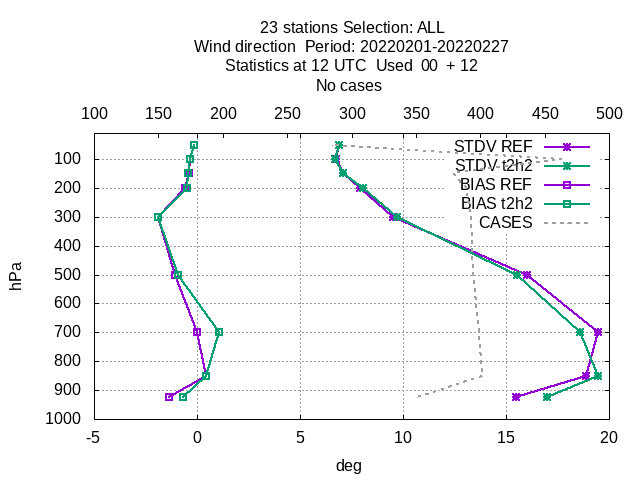 23 stations Selection: ALL
Wind direction  Period: 20220201-20220227
Statistics at 12 UTC  Used  00  + 12
No cases
100 150 200 250 300 350 400 450 500
STDV REF
STDV t2h2
BIAS REF
BIAS t2h2
CASES
100
200
300
400
500
600
700
800
900
1000
hPa
-5 0 5 10 15 20
deg